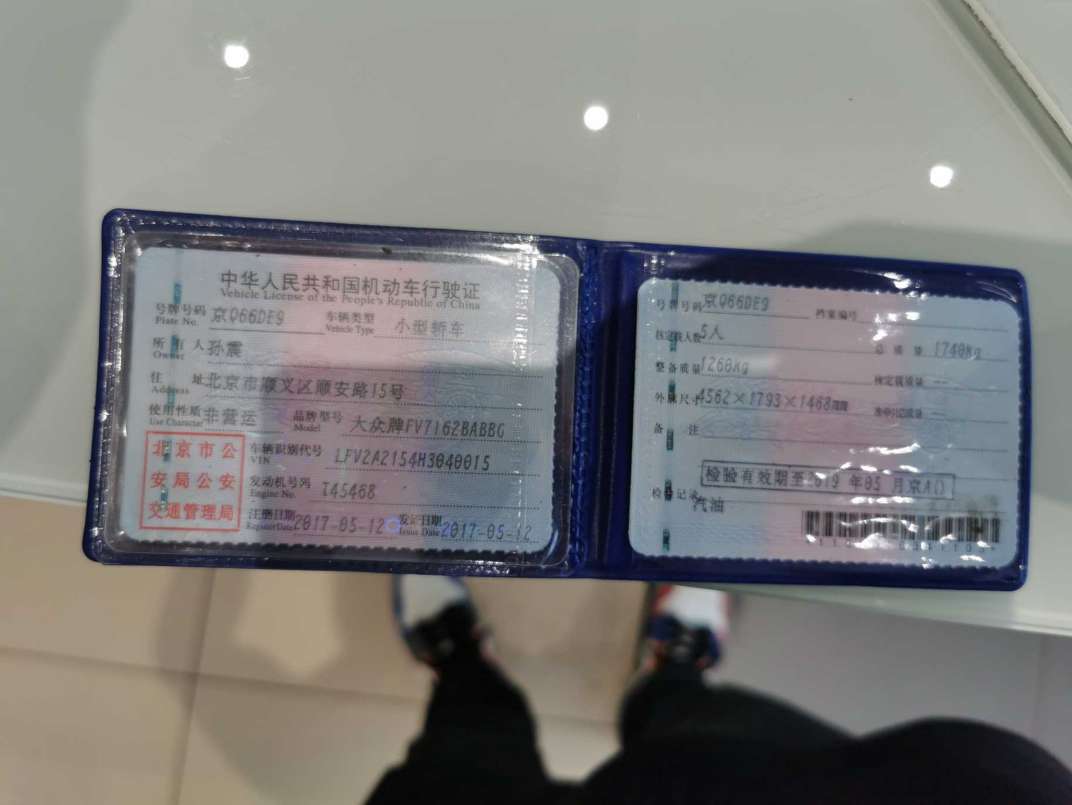 中华人民共和国机动车行驶证
Vehicle License of the People's Republic of China
号牌号码 京Q66DE9 车辆类型 小型轿车
Plate No. Vehicle Type
所有人 孙震
Owner
住址 北京市顺义区顺安路15号
Address
使用性质 非营运 品牌型号 大众牌FV7162BABBG
Use Character Model
北京市公
安局公安
交通管理局
车辆识别代号 LFV2A2154H3040015
VIN
发动机号码 T45468
Engine No.
注册日期 2017-05-12 发证日期 2017-05-12
Register Date Issue Date
号牌号码 京Q66DE9 档案编号
核定载人数 5人 总质量 1740kg
整备质量 1260kg 核定载质量 --
外廓尺寸 4562×1793×1468mm 准牵引总质量 --
备注
检验有效期至2019年05月京A()
检验记录
汽油